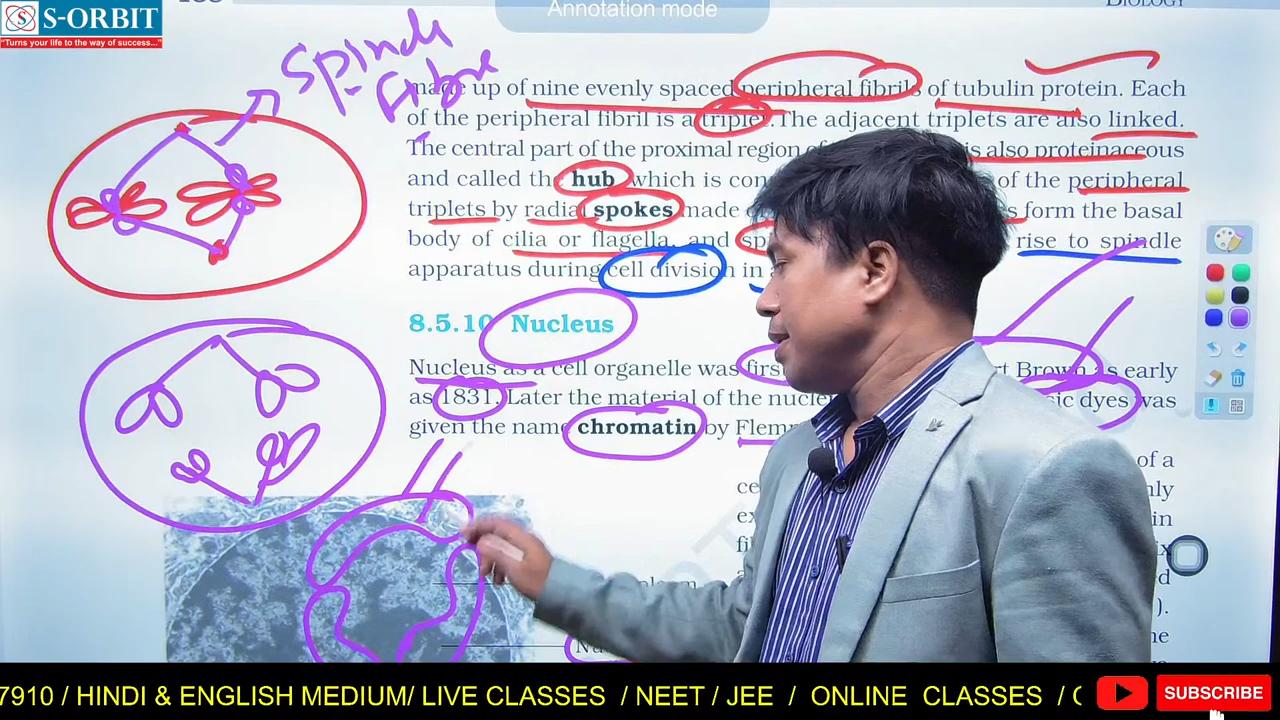 S-ORBIT
"Turns your life to the way of success..."
Annotation mode
BIOLOGY
Spindle
Fibre
made up of nine evenly spaced peripheral fibrils of tubulin protein. Each
of the peripheral fibril is a triplet. The adjacent triplets are also linked.
The central part of the proximal region is also proteinaceous
and called the hub, which is of the peripheral
triplets by radial spokes made form the basal
body of cilia or flagella, and rise to spindle
apparatus during cell division in
8.5.10 Nucleus
Nucleus as a cell organelle was first Brown as early
as 1831. Later the material of the dyes was
given the name chromatin by
of a
7910 / HINDI & ENGLISH MEDIUM/ LIVE CLASSES / NEET / JEE / ONLINE CLASSES /
SUBSCRIBE